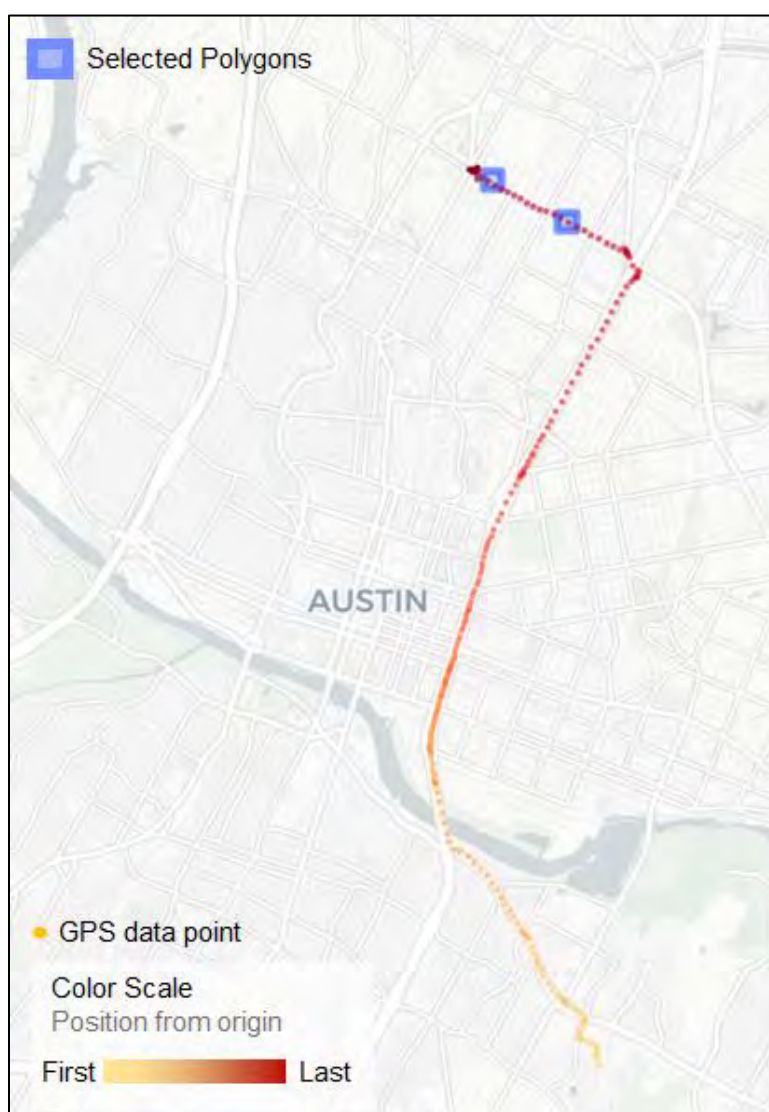 Selected Polygons
AUSTIN
GPS data point
Color Scale
Position from origin
First Last